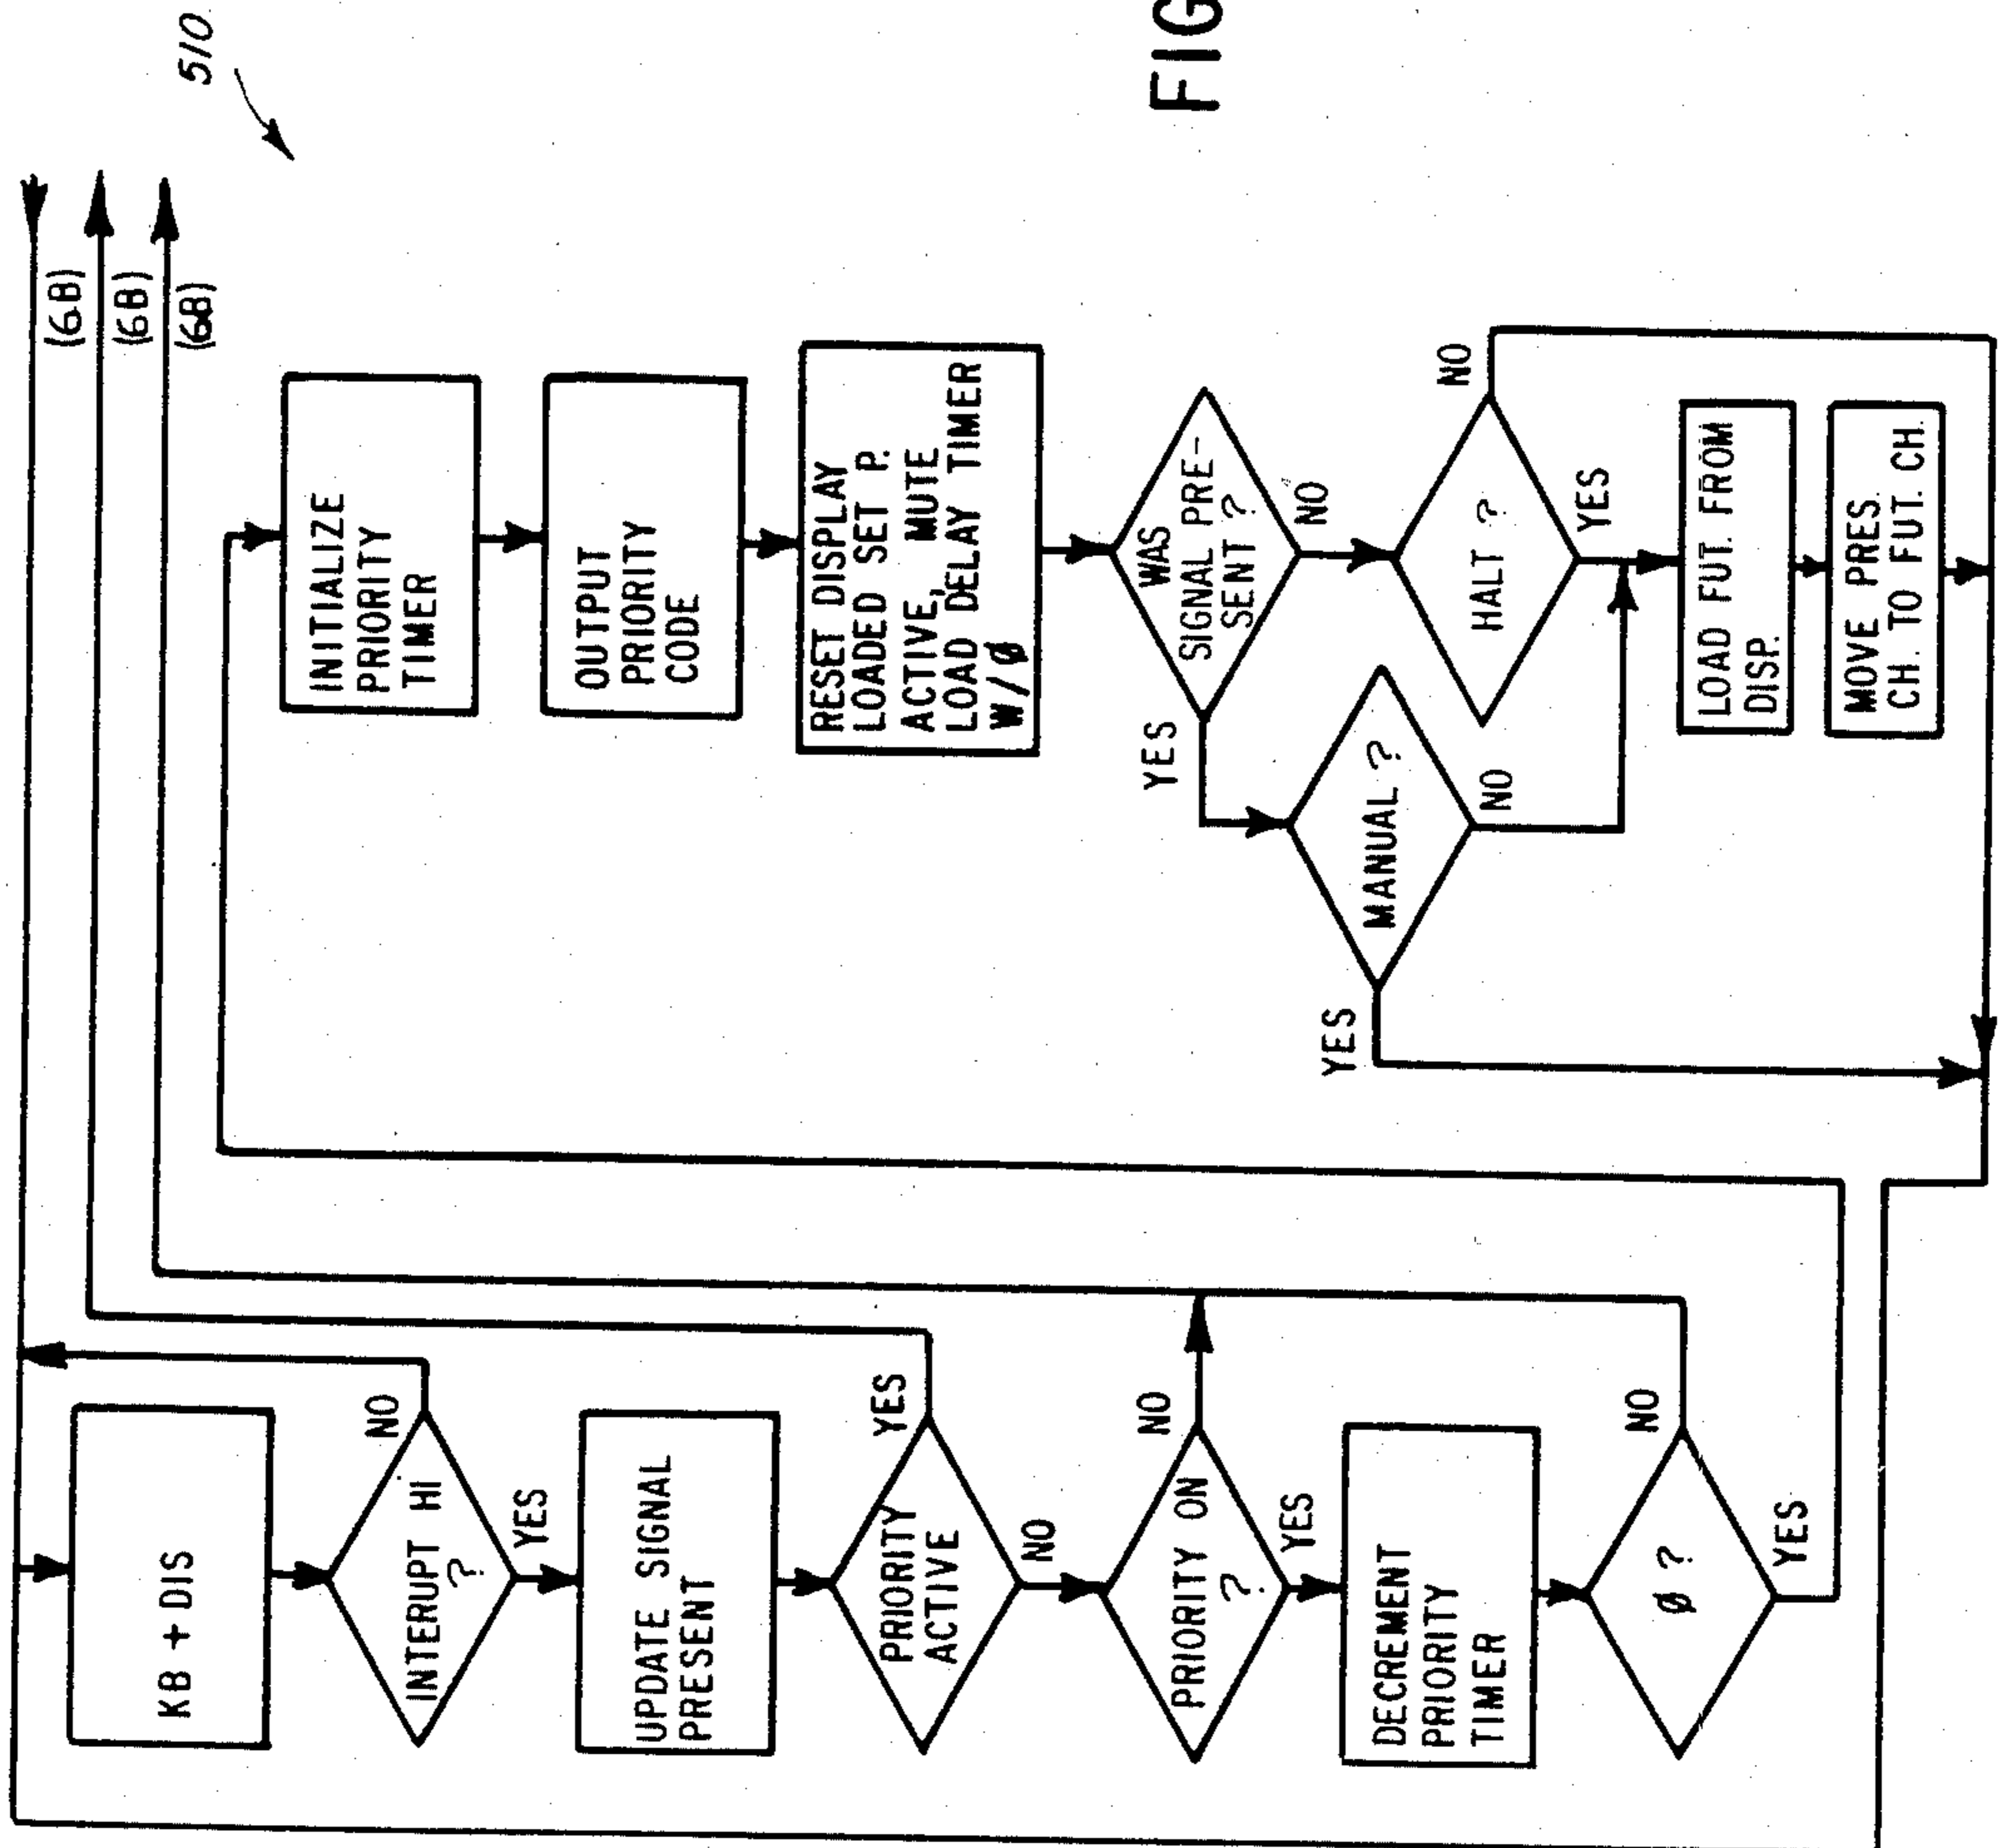 510
(6B)
(6B)
(6B)
KB + DIS
INTERUPT HI
?
NO
YES
UPDATE SIGNAL
PRESENT
PRIORITY
ACTIVE
YES
NO
PRIORITY ON
?
NO
YES
DECREMENT
PRIORITY
TIMER
Ø ?
NO
YES
INITIALIZE
PRIORITY
TIMER
OUTPUT
PRIORITY
CODE
RESET DISPLAY
LOADED SET P.
ACTIVE, MUTE
LOAD DELAY TIMER
W/Ø
WAS
SIGNAL PRE-
SENT ?
YES
NO
MANUAL ?
YES
NO
HALT ?
NO
YES
LOAD FUT. FROM
DISP.
MOVE PRES.
CH. TO FUT. CH.
FIG